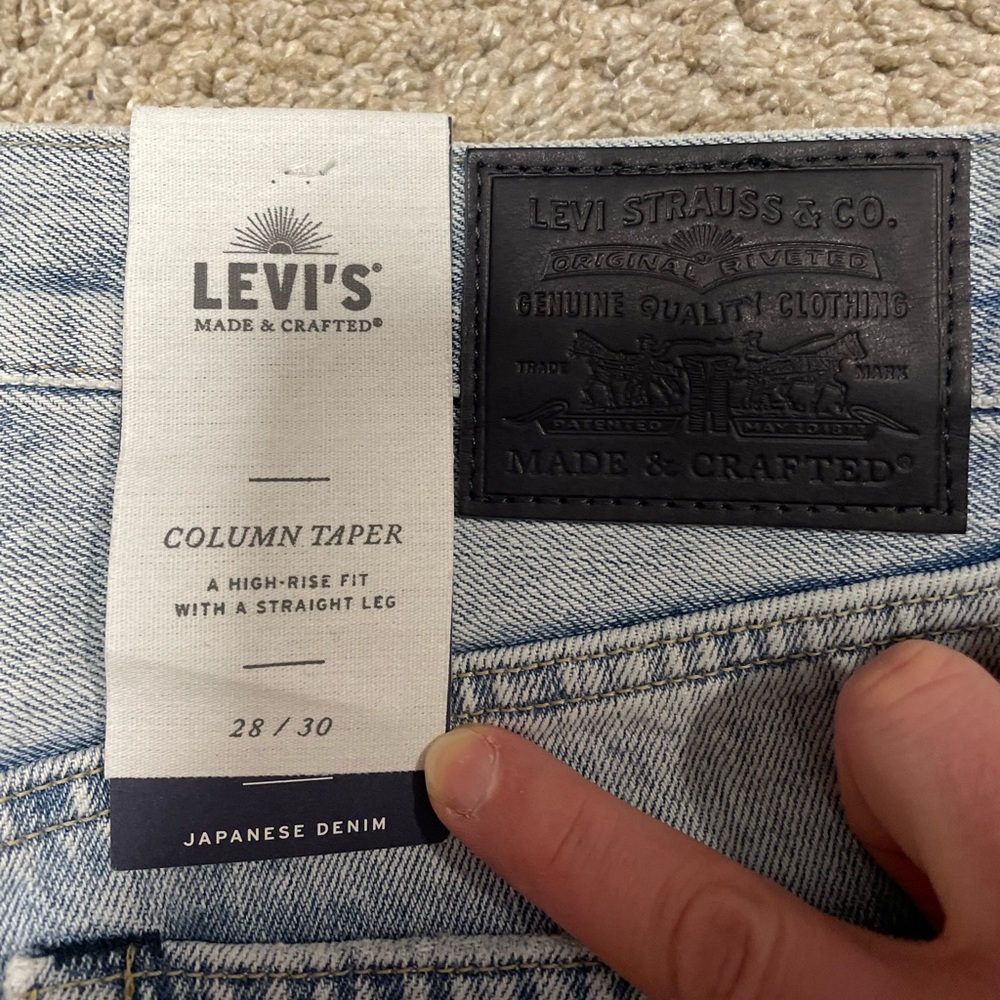 LEVI'S®
MADE & CRAFTED®
COLUMN TAPER
A HIGH-RISE FIT
WITH A STRAIGHT LEG
28 / 30
JAPANESE DENIM
LEVI STRAUSS & CO.
ORIGINAL RIVETED
GENUINE QUALITY CLOTHING
TRADE MARK
PATENTED MAY 20 1873
MADE & CRAFTED®